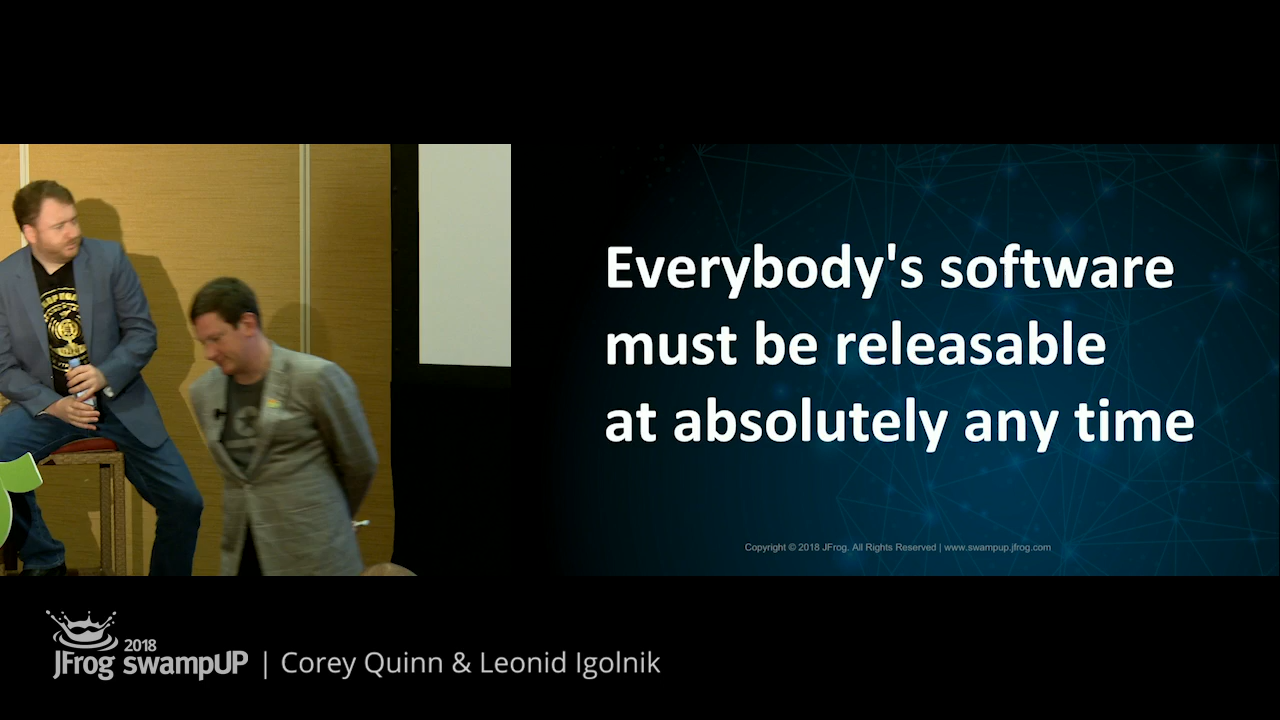 Everybody's software
must be releasable
at absolutely any time
Copyright © 2018 JFrog. All Rights Reserved | www.swampup.jfrog.com
2018
JFrog swampUP | Corey Quinn & Leonid Igolnik